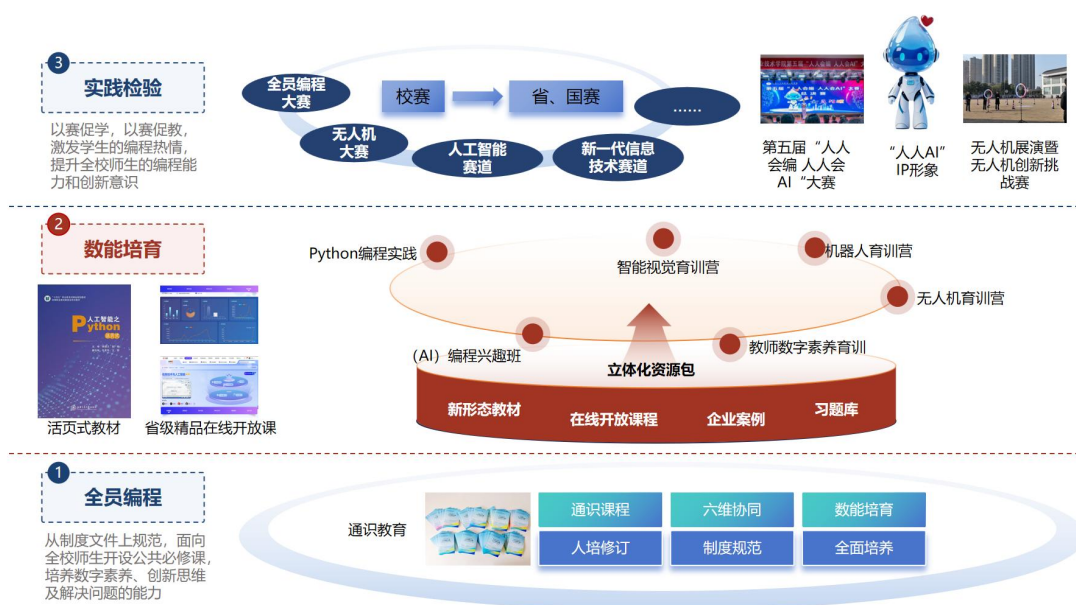 3
实践检验
以赛促学，以赛促教，
激发学生的编程热情，
提升全校师生的编程能
力和创新意识
全员编程
大赛
校赛
省、国赛
……
无人机
大赛
人工智能
赛道
新一代信息
技术赛道
第五届“人人
会编 人人会
AI“大赛
“人人AI”
IP形象
无人机展演暨
无人机创新挑
战赛
2
数能培育
人工智能之
Python
活页式教材
省级精品在线开放课
Python编程实践
智能视觉育训营
机器人育训营
无人机育训营
（AI）编程兴趣班
教师数字素养育训
立体化资源包
新形态教材
在线开放课程
企业案例
习题库
1
全员编程
从制度文件上规范，面向
全校师生开设公共必修课，
培养数字素养、创新思维
及解决问题的能力
通识教育
通识课程
六维协同
数能培育
人培修订
制度规范
全面培养